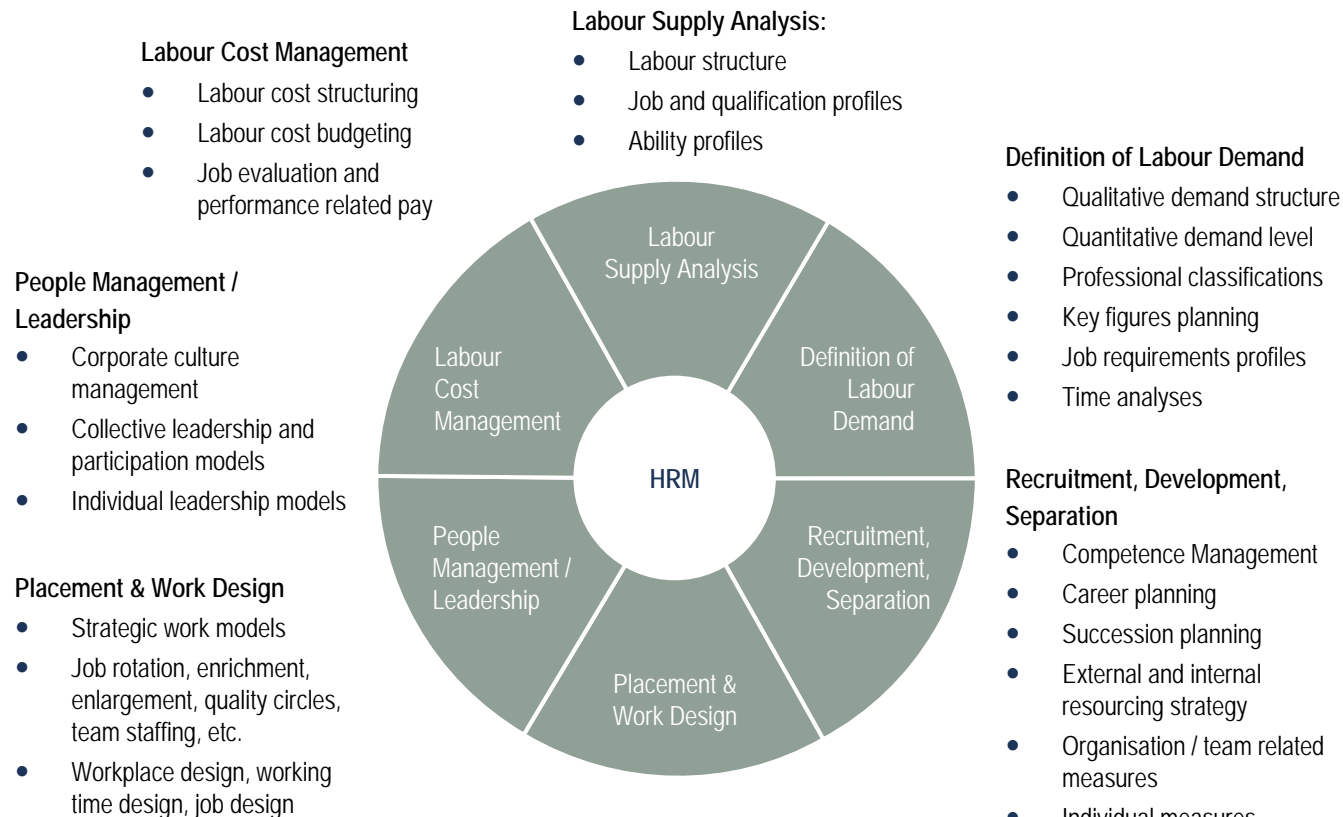 Labour Supply Analysis:
• Labour structure
• Job and qualification profiles
• Ability profiles
Labour Cost Management
• Labour cost structuring
• Labour cost budgeting
• Job evaluation and
performance related pay
Definition of Labour Demand
• Qualitative demand structure
• Quantitative demand level
• Professional classifications
• Key figures planning
• Job requirements profiles
• Time analyses
People Management /
Leadership
• Corporate culture
management
• Collective leadership and
participation models
• Individual leadership models
Labour
Supply Analysis
Definition of
Labour
Demand
Recruitment,
Development,
Separation
Placement &
Work Design
People
Management /
Leadership
Labour
Cost
Management
HRM
Recruitment, Development,
Separation
• Competence Management
• Career planning
• Succession planning
• External and internal
resourcing strategy
• Organisation / team related
measures
• Individual measures
Placement & Work Design
• Strategic work models
• Job rotation, enrichment,
enlargement, quality circles,
team staffing, etc.
• Workplace design, working
time design, job design